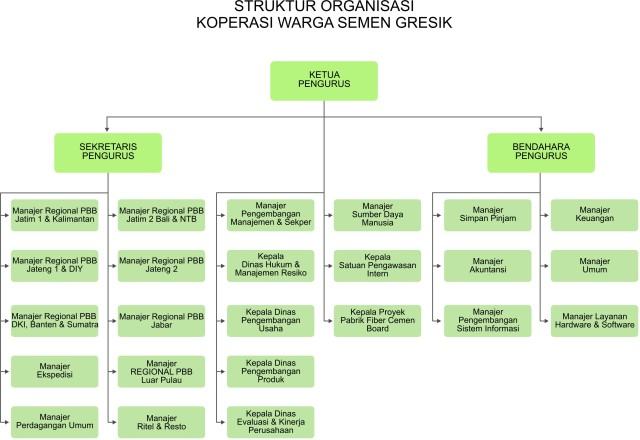 STRUKTUR ORGANISASI
KOPERASI WARGA SEMEN GRESIK
KETUA
PENGURUS
SEKRETARIS
PENGURUS
BENDAHARA
PENGURUS
Manajer Regional PBB
Jatim 1 & Kalimantan
Manajer Regional PBB
Jatim 2 Bali & NTB
Manajer
Pengembangan
Manajemen & Sekper
Manajer
Sumber Daya
Manusia
Manajer
Simpan Pinjam
Manajer
Keuangan
Manajer Regional PBB
Jateng 1 & DIY
Manajer Regional PBB
Jateng 2
Kepala
Dinas Hukum &
Manajemen Resiko
Kepala
Satuan Pengawasan
Intern
Manajer
Akuntansi
Manajer
Umum
Manajer Regional PBB
DKI, Banten & Sumatra
Manajer Regional PBB
Jabar
Kepala Dinas
Pengembangan
Usaha
Kepala Proyek
Pabrik Fiber Cemen
Board
Manajer
Pengembangan
Sistem Informasi
Manajer Layanan
Hardware & Software
Manajer
Ekspedisi
Manajer
REGIONAL PBB
Luar Pulau
Kepala Dinas
Pengembangan
Produk
Manajer
Perdagangan Umum
Manajer
Ritel & Resto
Kepala Dinas
Evaluasi & Kinerja
Perusahaan